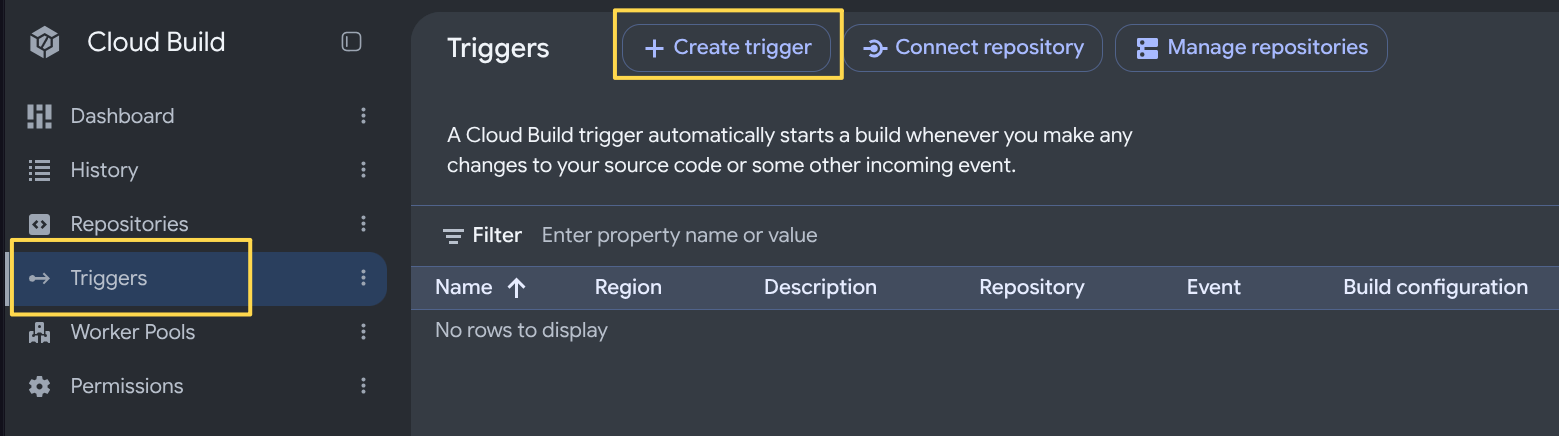 Cloud Build
Dashboard
History
Repositories
Triggers
Worker Pools
Permissions
Triggers
Create trigger
Connect repository
Manage repositories
A Cloud Build trigger automatically starts a build whenever you make any
changes to your source code or some other incoming event.
Filter Enter property name or value
Name Region Description Repository Event Build configuration
No rows to display